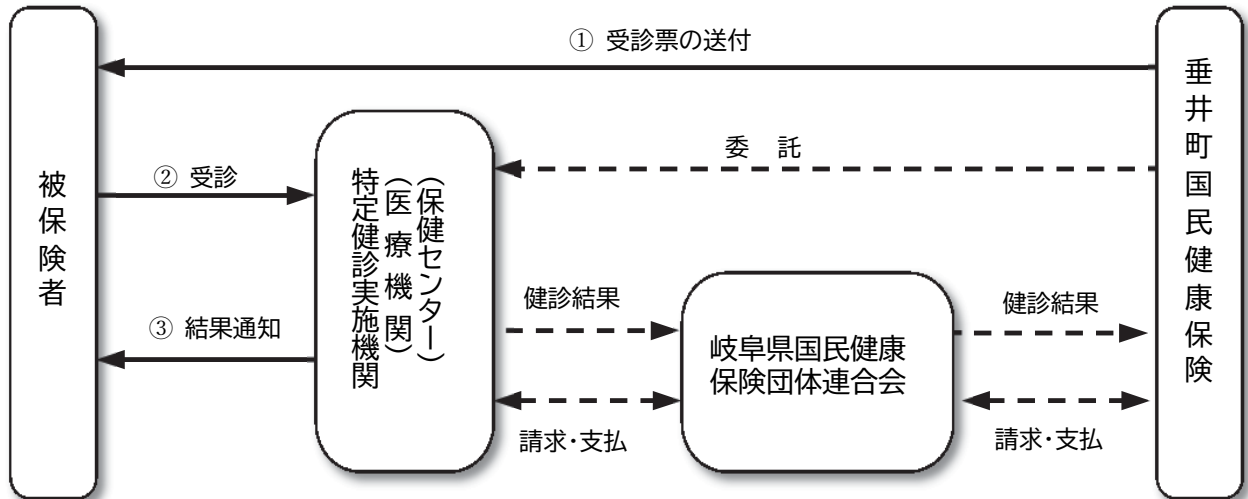 ① 受診票の送付
垂井町国民健康保険
委 託
被保険者
② 受診
特定健診実施機関
(医療機関)
(保健センター)
③ 結果通知
健診結果
岐阜県国民健康
保険団体連合会
健診結果
請求・支払
請求・支払